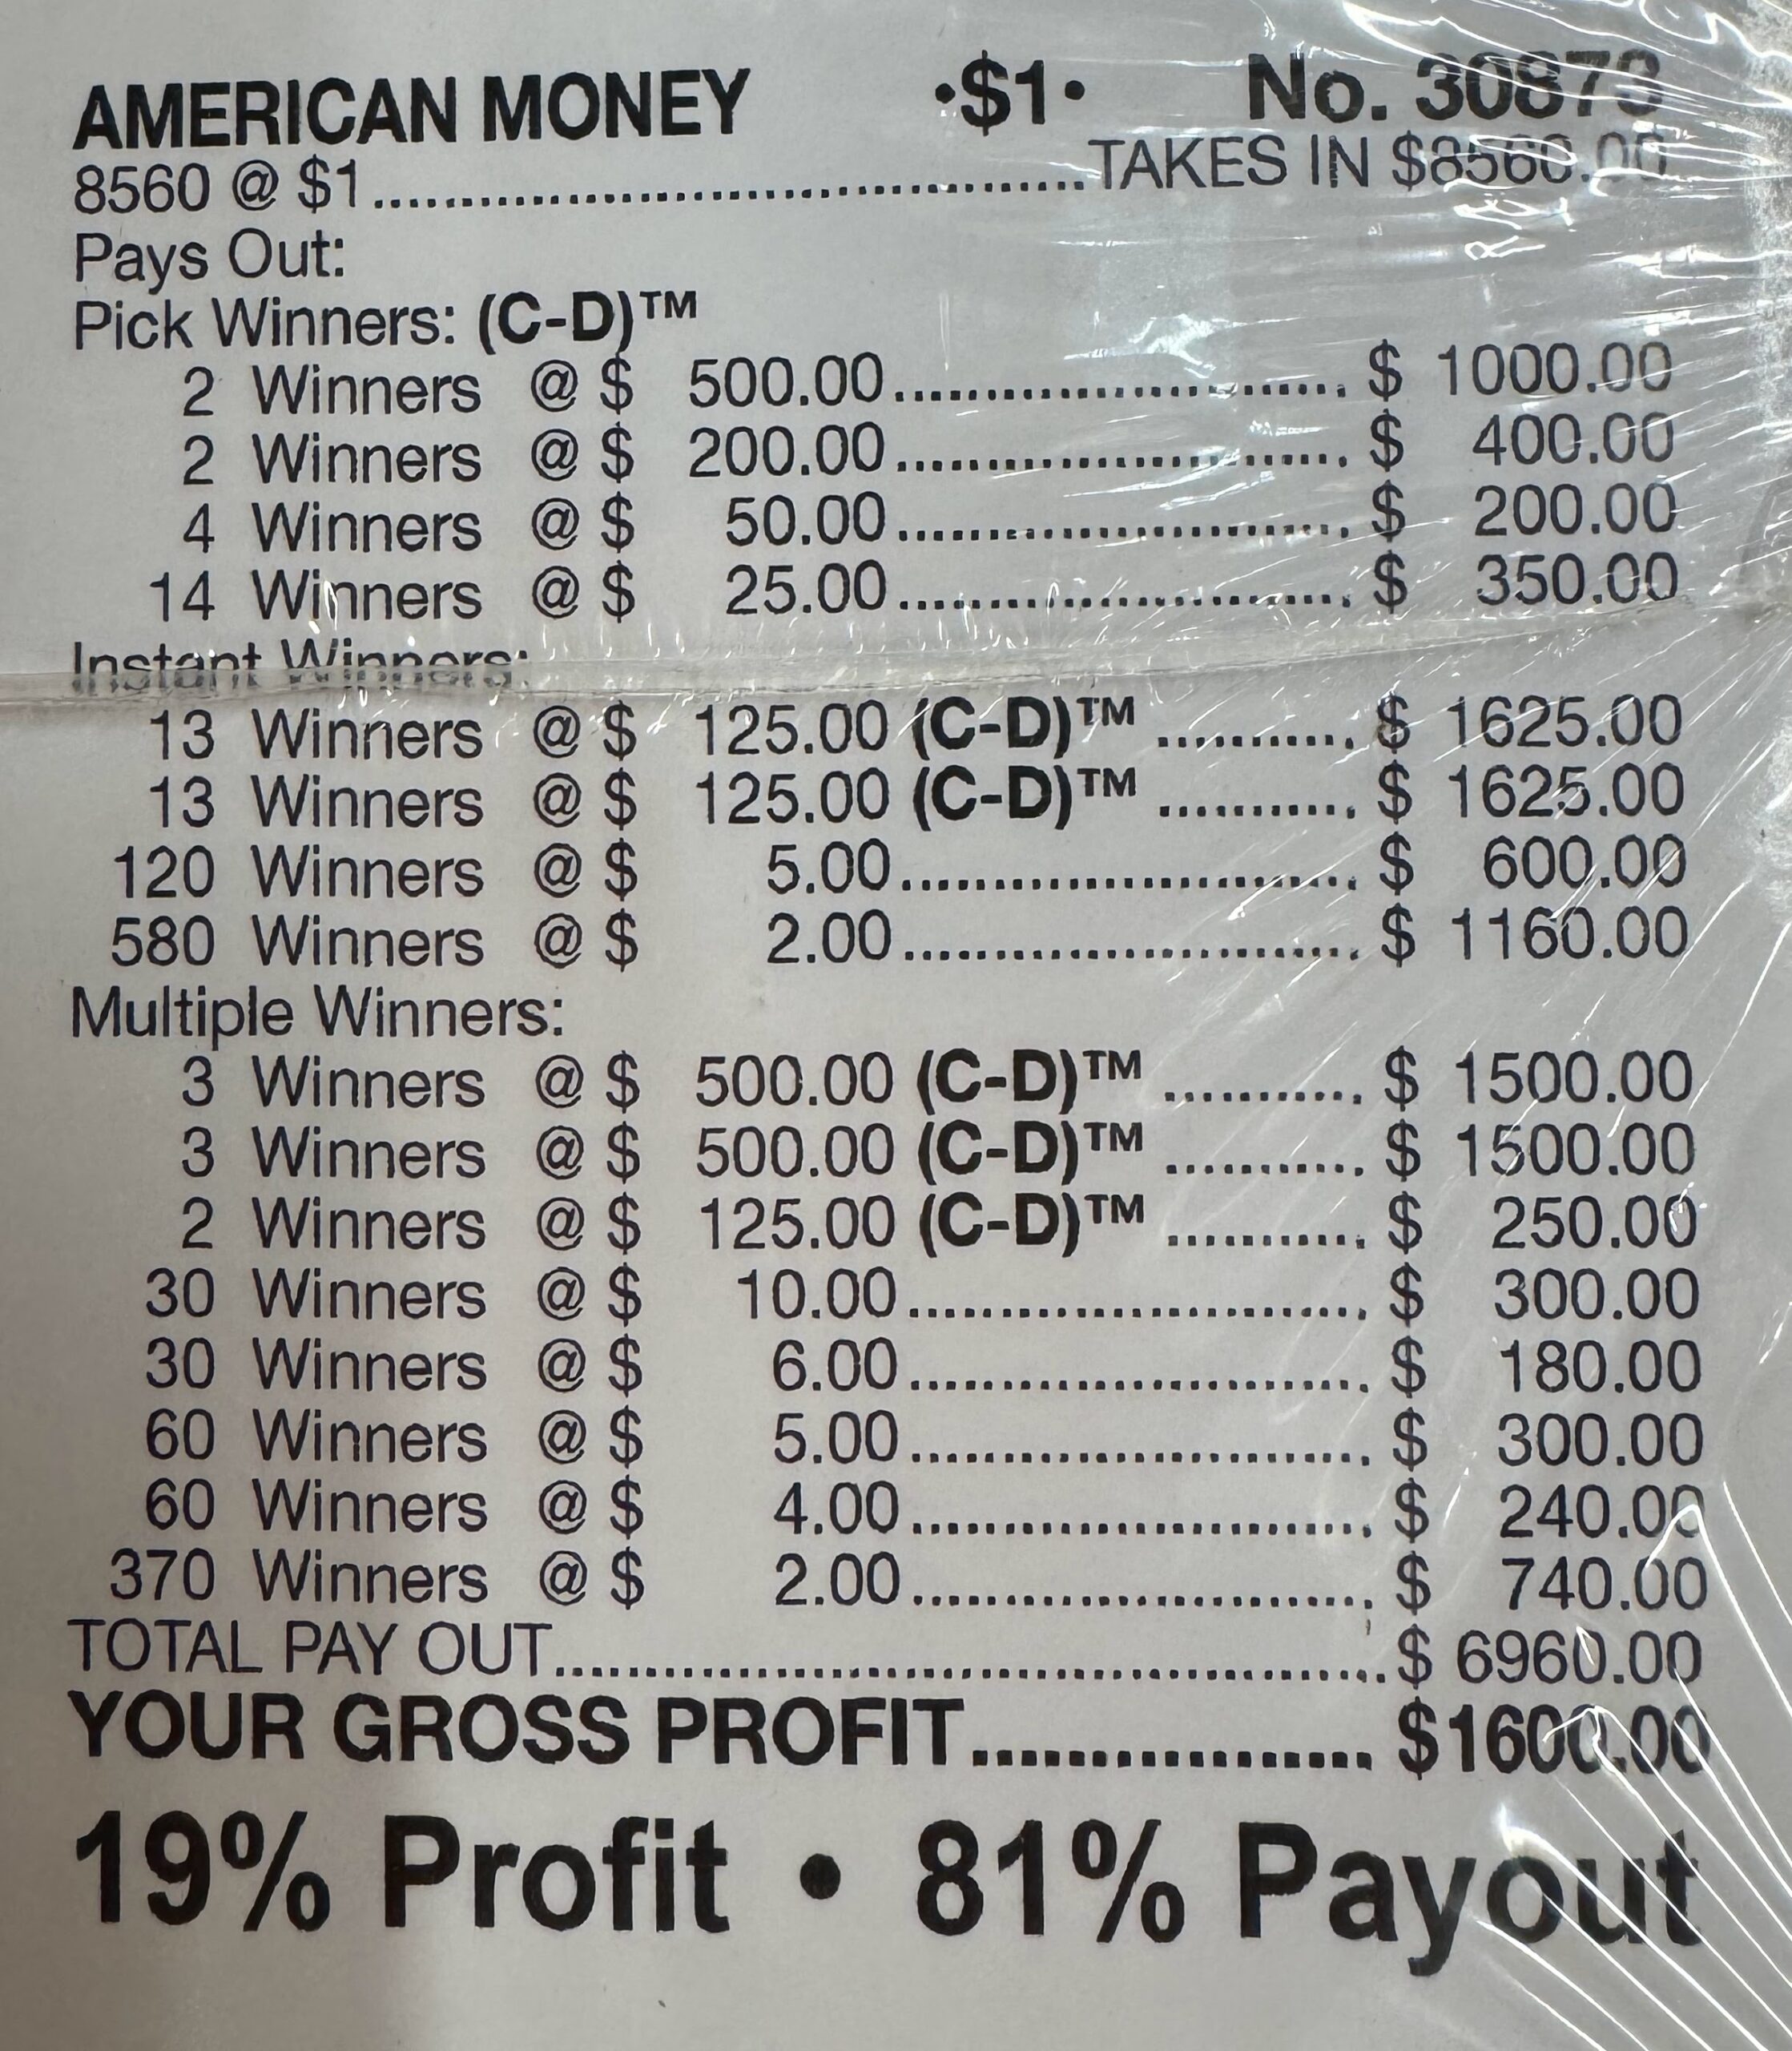 AMERICAN MONEY ·$1· No. 30873
8560 @ $1........................................TAKES IN $8560.00
Pays Out:
Pick Winners: (C-D)™
2 Winners @ $ 500.00......................... $ 1000.00
2 Winners @ $ 200.00......................... $ 400.00
4 Winners @ $ 50.00......................... $ 200.00
14 Winners @ $ 25.00......................... $ 350.00
Instant Winners:
13 Winners @ $ 125.00 (C-D)™ ........... $ 1625.00
13 Winners @ $ 125.00 (C-D)™ ........... $ 1625.00
120 Winners @ $ 5.00......................... $ 600.00
580 Winners @ $ 2.00......................... $ 1160.00
Multiple Winners:
3 Winners @ $ 500.00 (C-D)™ ........... $ 1500.00
3 Winners @ $ 500.00 (C-D)™ ........... $ 1500.00
2 Winners @ $ 125.00 (C-D)™ ........... $ 250.00
30 Winners @ $ 10.00......................... $ 300.00
30 Winners @ $ 6.00......................... $ 180.00
60 Winners @ $ 5.00......................... $ 300.00
60 Winners @ $ 4.00......................... $ 240.00
370 Winners @ $ 2.00......................... $ 740.00
TOTAL PAY OUT..............................................$ 6960.00
YOUR GROSS PROFIT................. $1600.00
19% Profit • 81% Payout